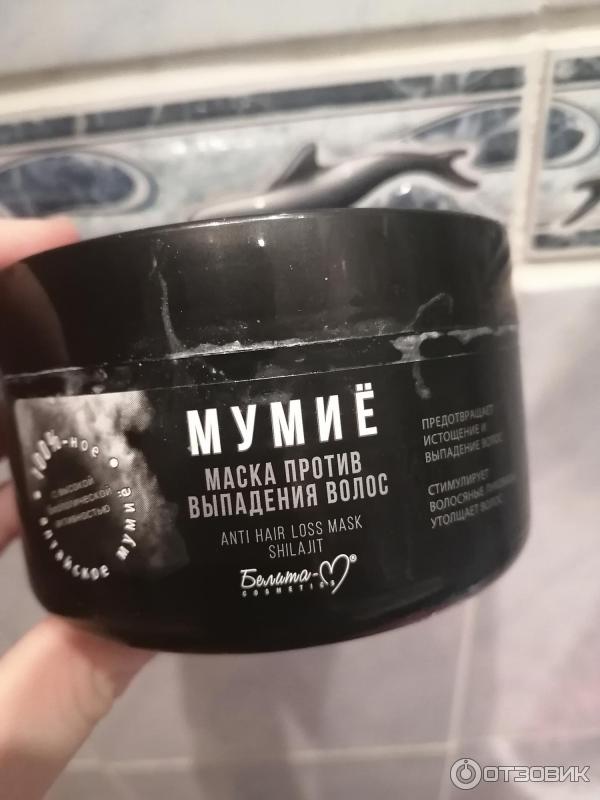 МУМИЁ
МАСКА ПРОТИВ
ВЫПАДЕНИЯ ВОЛОС
ANTI HAIR LOSS MASK
SHILAJIT
Белита-М®
COSMETICS
100%-ное
алтайское мумиё
С ВЫСОКОЙ
БИОЛОГИЧЕСКОЙ
АКТИВНОСТЬЮ
ПРЕДОТВРАЩАЕТ
ИСТОЩЕНИЕ И
ВЫПАДЕНИЕ ВОЛОС
СТИМУЛИРУЕТ
ВОЛОСЯНЫЕ
УТОЛЩАЕТ ВОЛОС
ОТЗОВИК